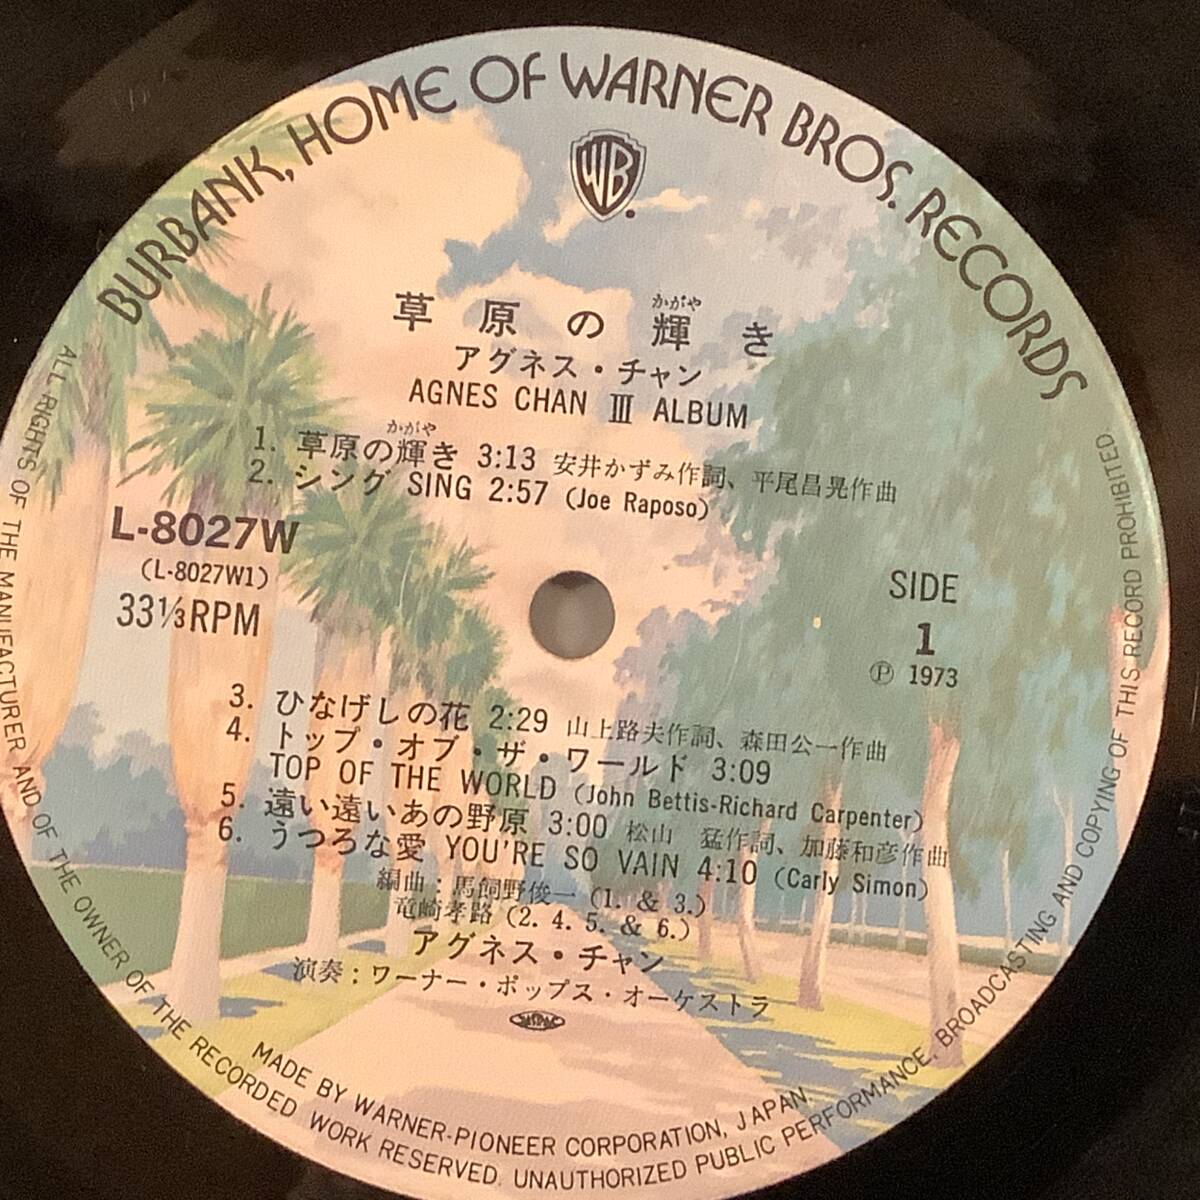 BURBANK, HOME OF WARNER BROS. RECORDS
WB
かがや
草原の輝き
アグネス・チャン
AGNES CHAN III ALBUM
かがや
1. 草原の輝き 3:13 安井かずみ作詞、平尾昌晃作曲
2. シング SING 2:57 (Joe Raposo)
L-8027W
(L-8027W1)
33⅓RPM
SIDE
1
Ⓟ 1973
3. ひなげしの花 2:29 山上路夫作詞、森田公一作曲
4. トップ・オブ・ザ・ワールド 3:09
TOP OF THE WORLD (John Bettis-Richard Carpenter)
5. 遠い遠いあの野原 3:00 松山 猛作詞、加藤和彦作曲
6. うつろな愛 YOU'RE SO VAIN 4:10 (Carly Simon)
編曲：馬飼野俊一 (1. & 3.)
竜崎孝路 (2. 4. 5. & 6.)
アグネス・チャン
演奏：ワーナー・ポップス・オーケストラ
JASRAC
MADE BY WARNER-PIONEER CORPORATION, JAPAN
ALL RIGHTS OF THE MANUFACTURER AND OF THE OWNER OF THE RECORDED WORK RESERVED. UNAUTHORIZED PUBLIC PERFORMANCE, BROADCASTING AND COPYING OF THIS RECORD PROHIBITED.